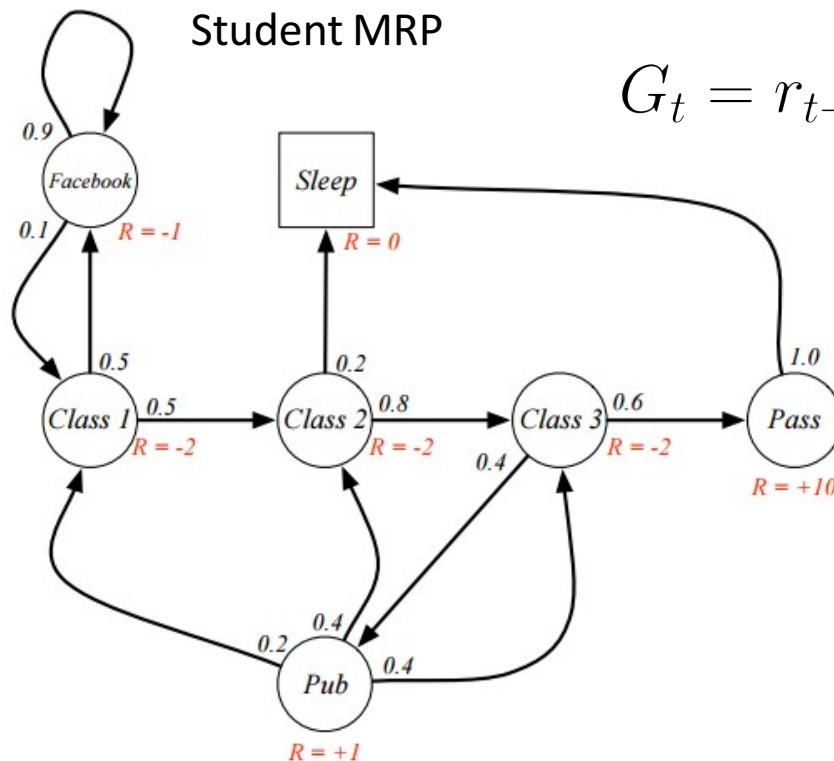 Student MRP
G_t = r_{t-
0.9
Facebook
Sleep
0.1
R = -1
R = 0
0.5
0.2
1.0
Class 1
0.5
Class 2
0.8
Class 3
0.6
Pass
R = -2
R = -2
0.4
R = -2
R = +10
0.2
0.4
0.4
Pub
R = +1